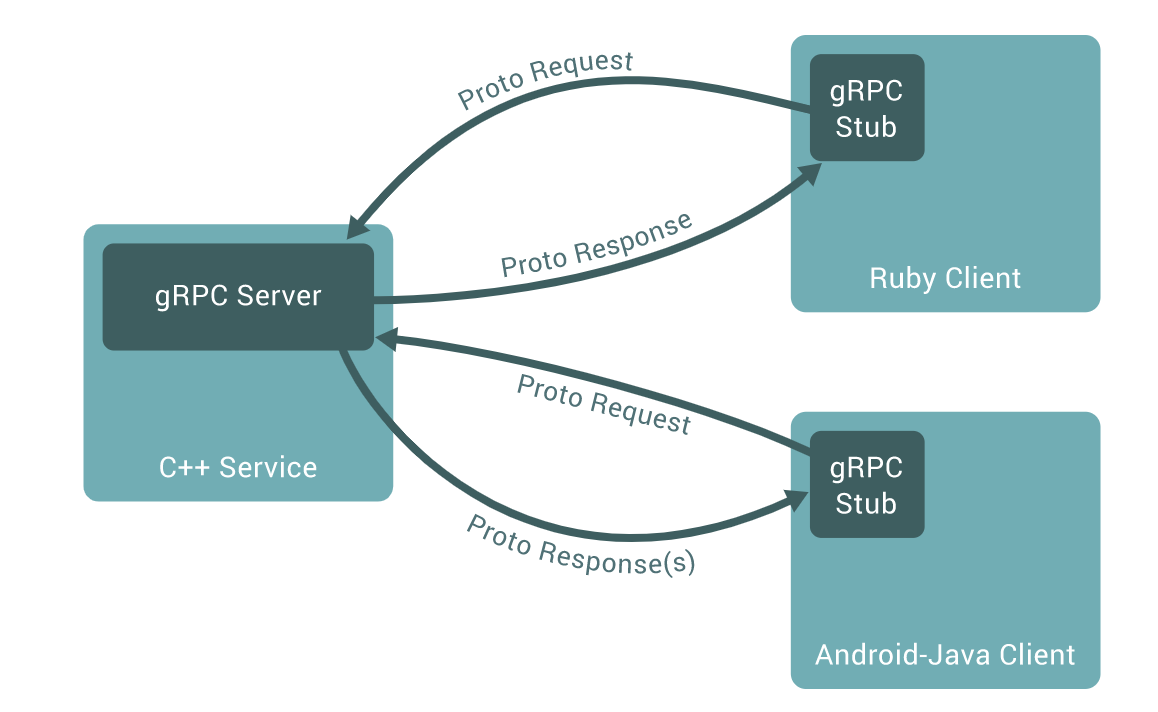 Proto Request
gRPC
Stub
Proto Response
Ruby Client
gRPC Server
C++ Service
Proto Request
gRPC
Stub
Proto Response(s)
Android-Java Client